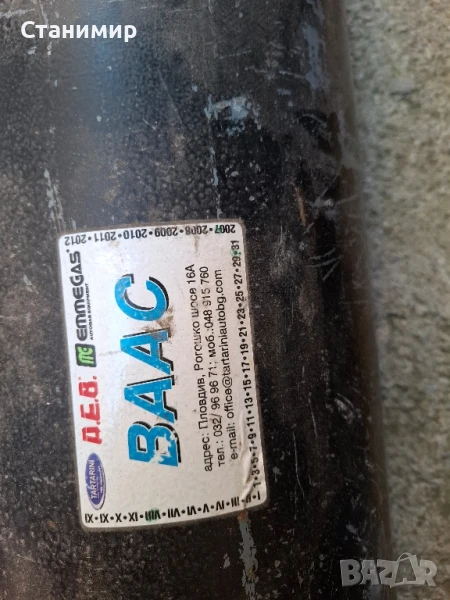 Станимир
2007•2008•2009•2010•2011•2012
TARTARINI
A.E.B.
EMMEGAS
ВААС
адрес: Пловдив, Рогошко шосе 16А
тел.: 032/ 96 96 71; моб.:048 915 760
e-mail: office@tartariniautobg.com
•1•3•5•7•9•11•13•15•17•19•21•23•25•27•29•31
I•II•III•IV•V•VI•VII•VIII•IX•X•XI•XII
BAZAR